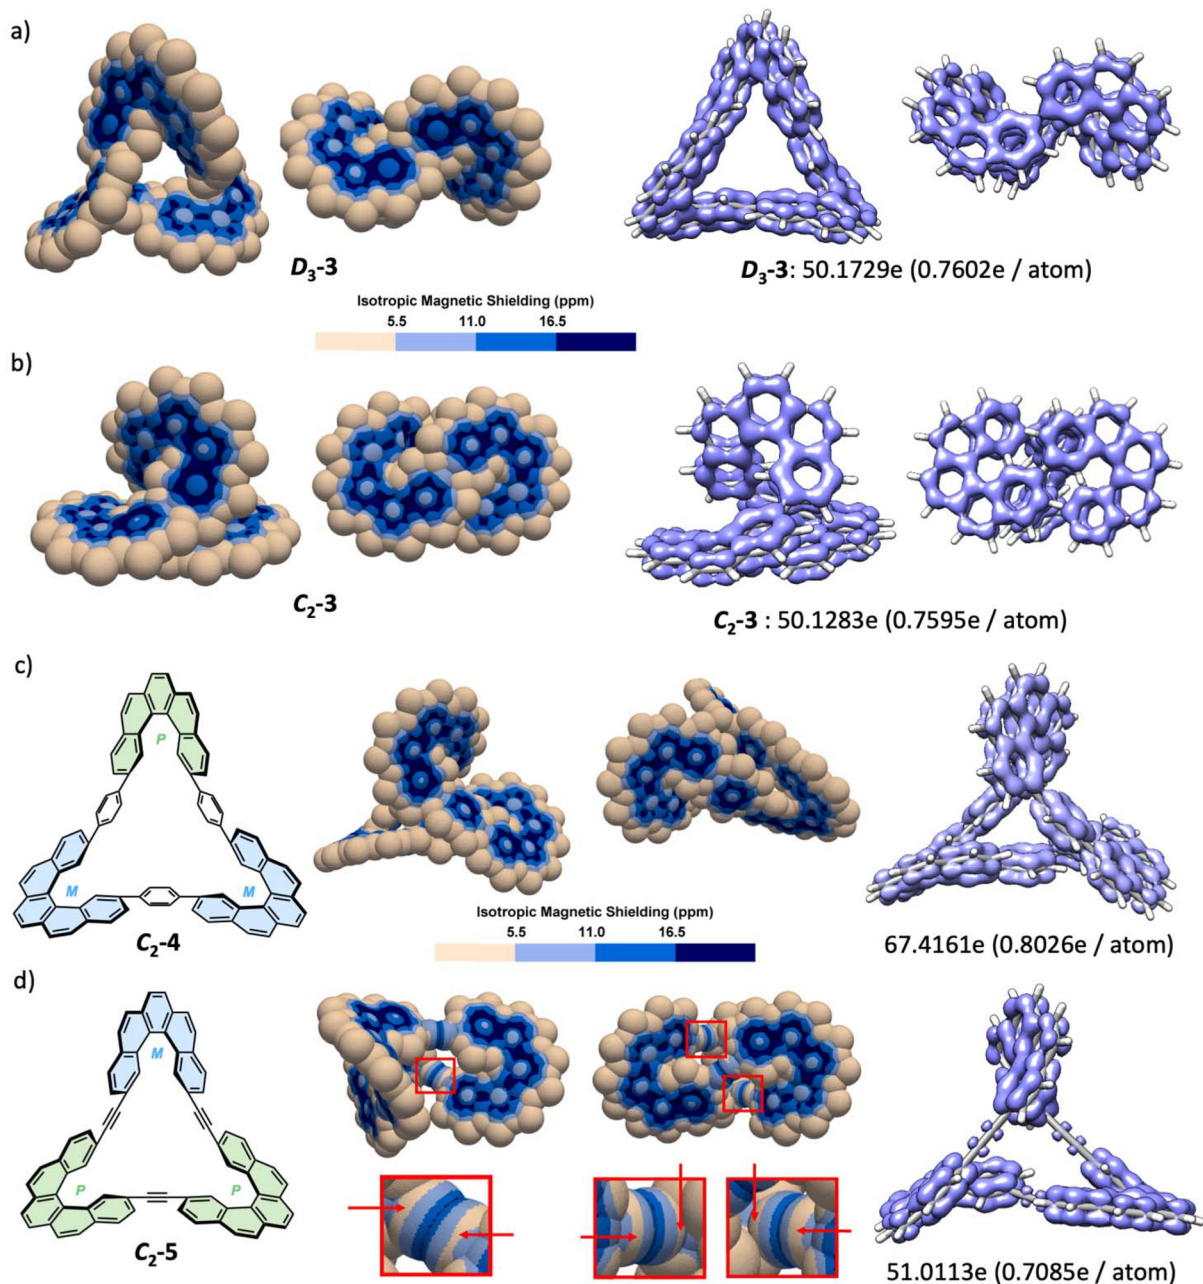 a)
D3-3
D3-3: 50.1729e (0.7602e / atom)
Isotropic Magnetic Shielding (ppm)
5.5 11.0 16.5
b)
C2-3
C2-3 : 50.1283e (0.7595e / atom)
c)
P
M M
C2-4
67.4161e (0.8026e / atom)
Isotropic Magnetic Shielding (ppm)
5.5 11.0 16.5
d)
M
P P
C2-5
51.0113e (0.7085e / atom)